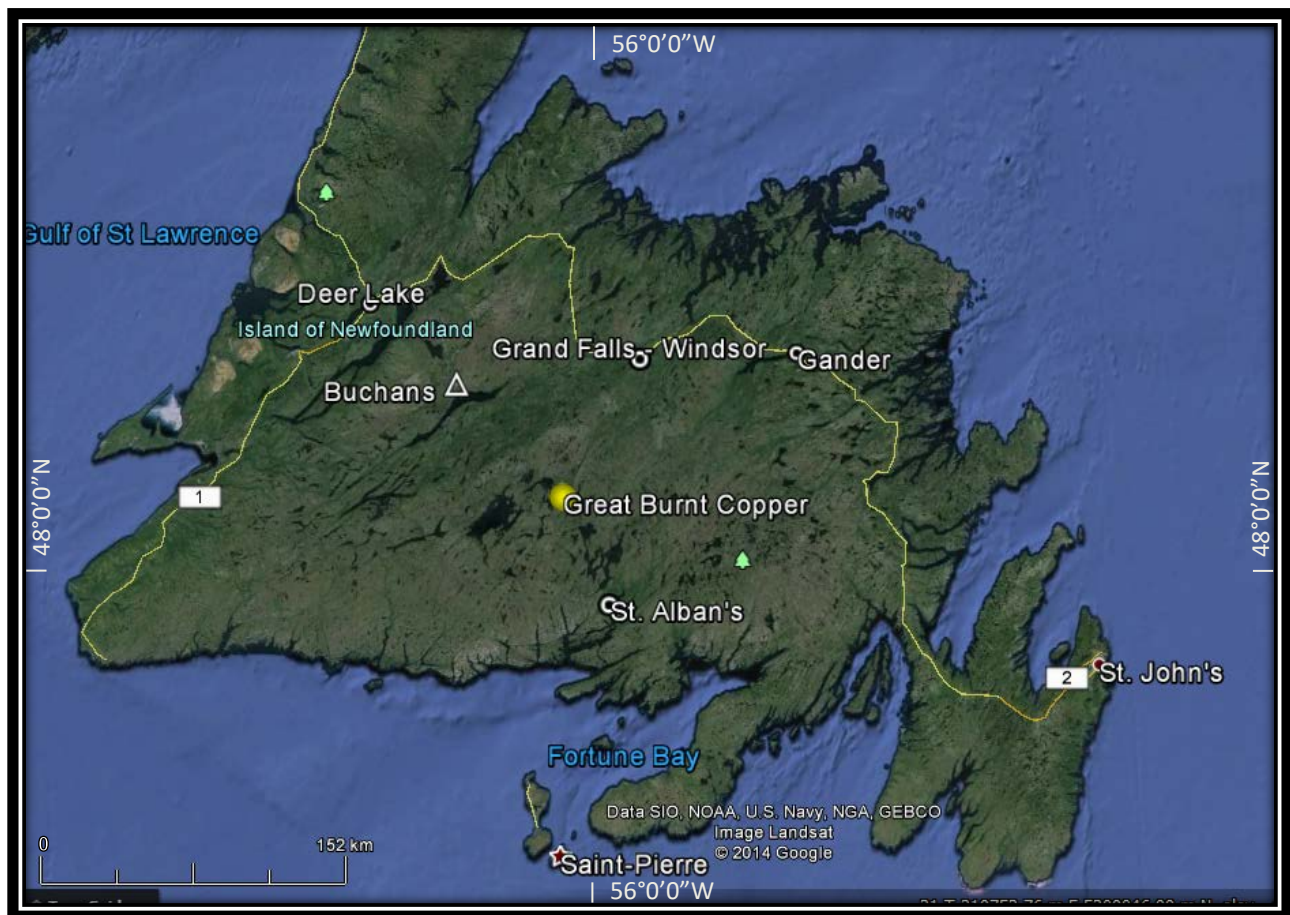 56°0'0"W
Gulf of St Lawrence
Deer Lake
Island of Newfoundland
Grand Falls - Windsor
Gander
Buchans
48°0'0"N
1
Great Burnt Copper
48°0'0"N
St. Alban's
2
St. John's
Fortune Bay
Data SIO, NOAA, U.S. Navy, NGA, GEBCO
Image Landsat
© 2014 Google
0
152 km
Saint-Pierre
56°0'0"W